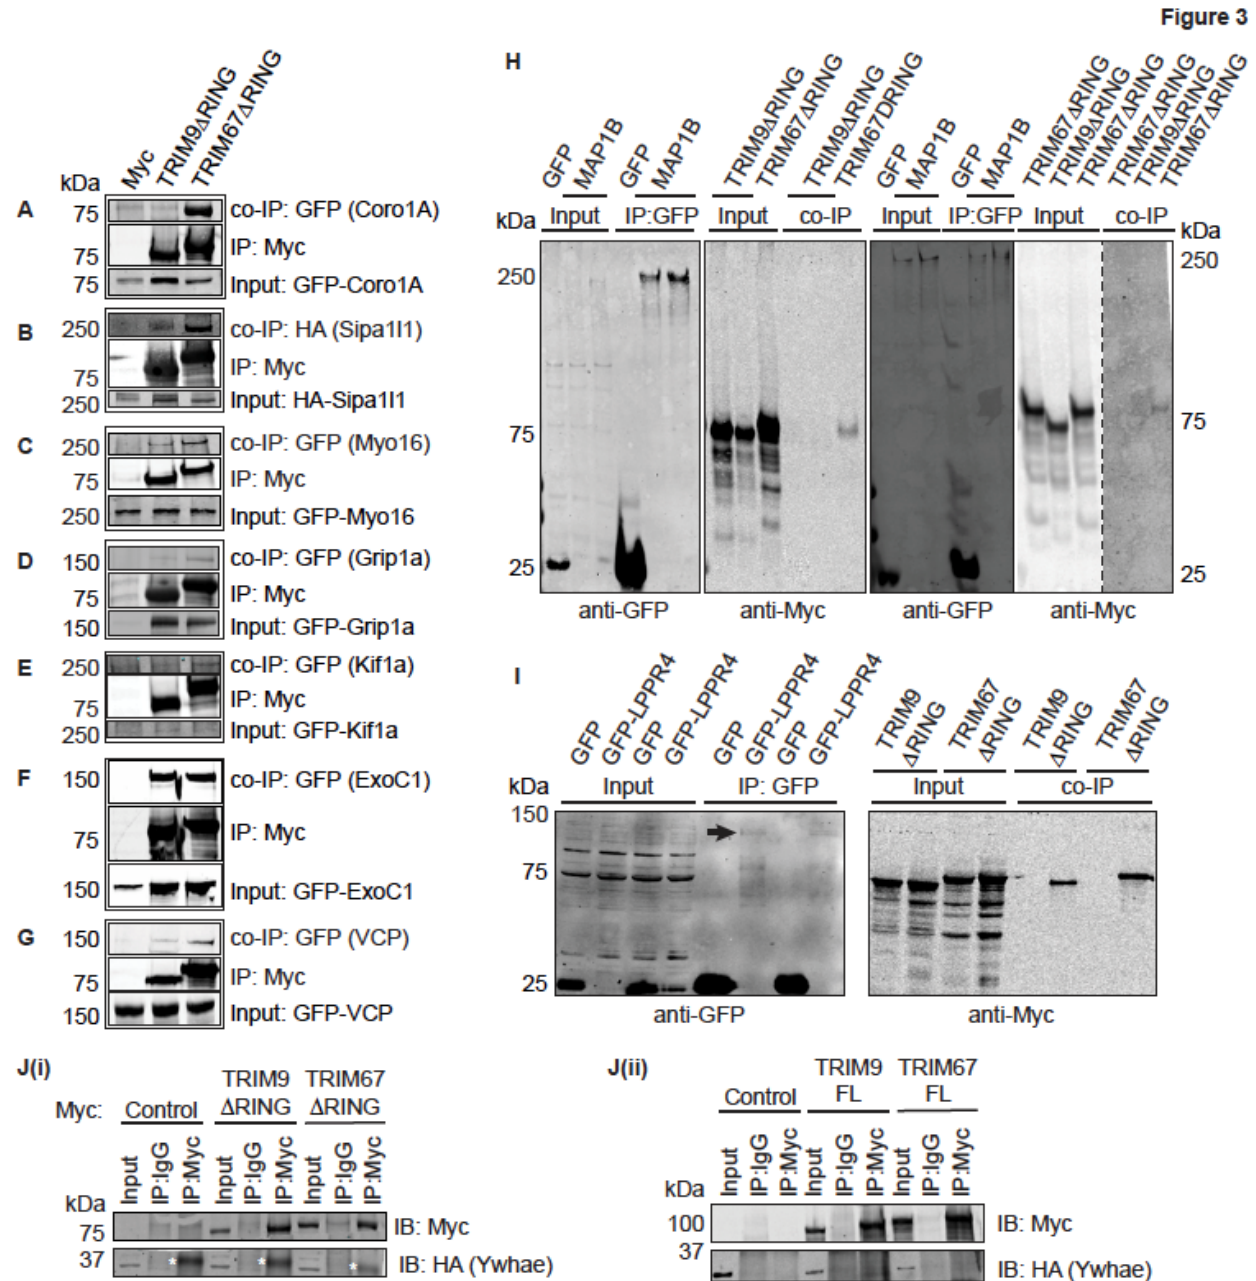 Figure 3
Myc
TRIM9ΔRING
TRIM67ΔRING
kDa
A
75
co-IP: GFP (Coro1A)
75
IP: Myc
75
Input: GFP-Coro1A
B
250
co-IP: HA (Sipa1l1)
75
IP: Myc
250
Input: HA-Sipa1l1
C
250
co-IP: GFP (Myo16)
75
IP: Myc
250
Input: GFP-Myo16
D
150
co-IP: GFP (Grip1a)
75
IP: Myc
150
Input: GFP-Grip1a
E
250
co-IP: GFP (Kif1a)
75
IP: Myc
250
Input: GFP-Kif1a
F
150
co-IP: GFP (ExoC1)
75
IP: Myc
150
Input: GFP-ExoC1
G
150
co-IP: GFP (VCP)
75
IP: Myc
150
Input: GFP-VCP
H
GFP
MAP1B
GFP
MAP1B
TRIM9ΔRING
TRIM67ΔRING
TRIM9ΔRING
TRIM67DRING
GFP
MAP1B
GFP
MAP1B
TRIM67ΔRING
TRIM9ΔRING
TRIM67ΔRING
TRIM67ΔRING
TRIM9ΔRING
TRIM67ΔRING
kDa
Input
IP:GFP
Input
co-IP
Input
IP:GFP
Input
co-IP
kDa
250
250
75
75
25
25
anti-GFP
anti-Myc
anti-GFP
anti-Myc
I
GFP
GFP-LPPR4
GFP
GFP-LPPR4
GFP
GFP-LPPR4
GFP
GFP-LPPR4
TRIM9
ΔRING
TRIM67
ΔRING
TRIM9
ΔRING
TRIM67
ΔRING
kDa
Input
IP: GFP
Input
co-IP
150
75
25
anti-GFP
anti-Myc
J(i)
TRIM9
ΔRING
TRIM67
ΔRING
Myc:
Control
Input
IP:IgG
IP:Myc
Input
IP:IgG
IP:Myc
Input
IP:IgG
IP:Myc
kDa
75
IB: Myc
37
* * *
IB: HA (Ywhae)
J(ii)
TRIM9
FL
TRIM67
FL
Control
Input
IP:IgG
IP:Myc
Input
IP:IgG
IP:Myc
Input
IP:IgG
IP:Myc
kDa
100
IB: Myc
37
IB: HA (Ywhae)